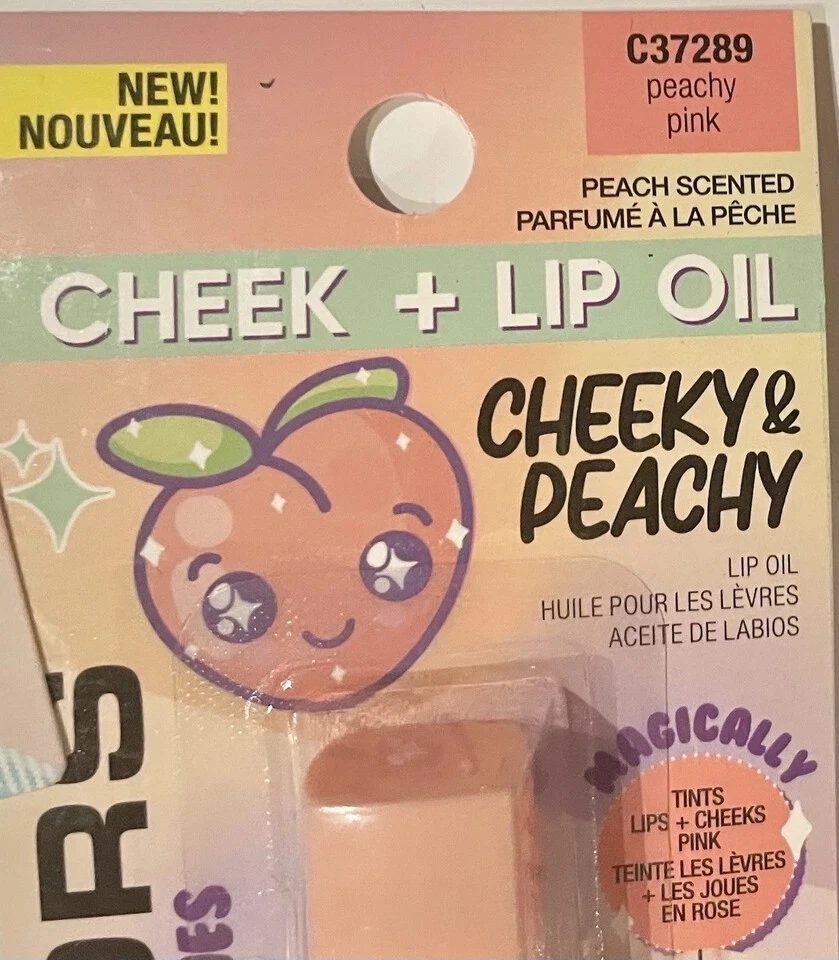 NEW!
NOUVEAU!
C37289
peachy
pink
PEACH SCENTED
PARFUMÉ À LA PÊCHE
CHEEK + LIP OIL
CHEEKY &
PEACHY
LIP OIL
HUILE POUR LES LÈVRES
ACEITE DE LABIOS
MAGICALLY
TINTS
LIPS + CHEEKS
PINK
TEINTE LES LÈVRES
+ LES JOUES
EN ROSE